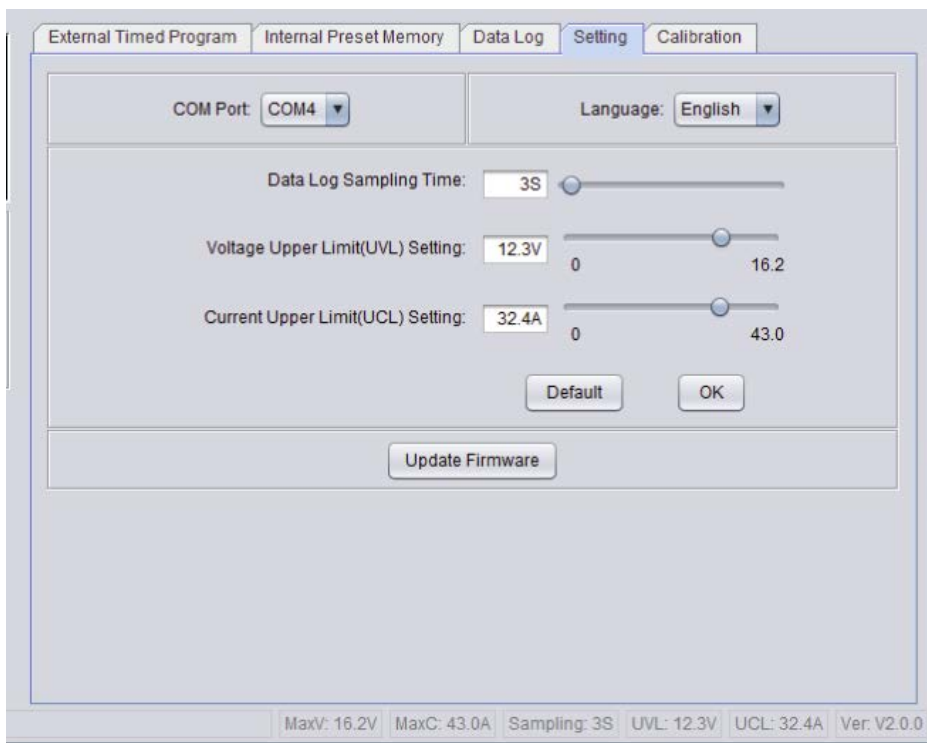 External Timed Program Internal Preset Memory Data Log Setting Calibration
COM Port: COM4 Language: English
Data Log Sampling Time: 3S
Voltage Upper Limit(UVL) Setting: 12.3V
0 16.2
Current Upper Limit(UCL) Setting: 32.4A
0 43.0
Default OK
Update Firmware
MaxV: 16.2V MaxC: 43.0A Sampling: 3S UVL: 12.3V UCL: 32.4A Ver: V2.0.0